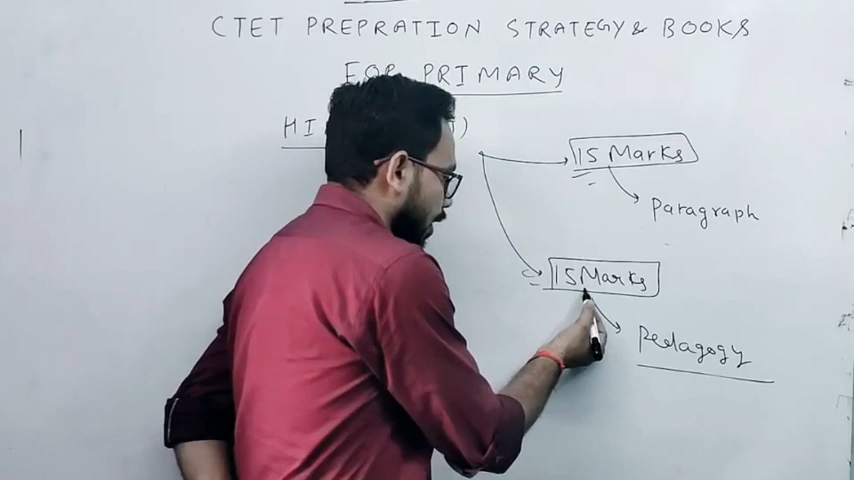 CTET PREPRATION STRATEGY & BOOKS
FOR PRIMARY
15 Marks
Paragraph
15 Marks
Pedagogy